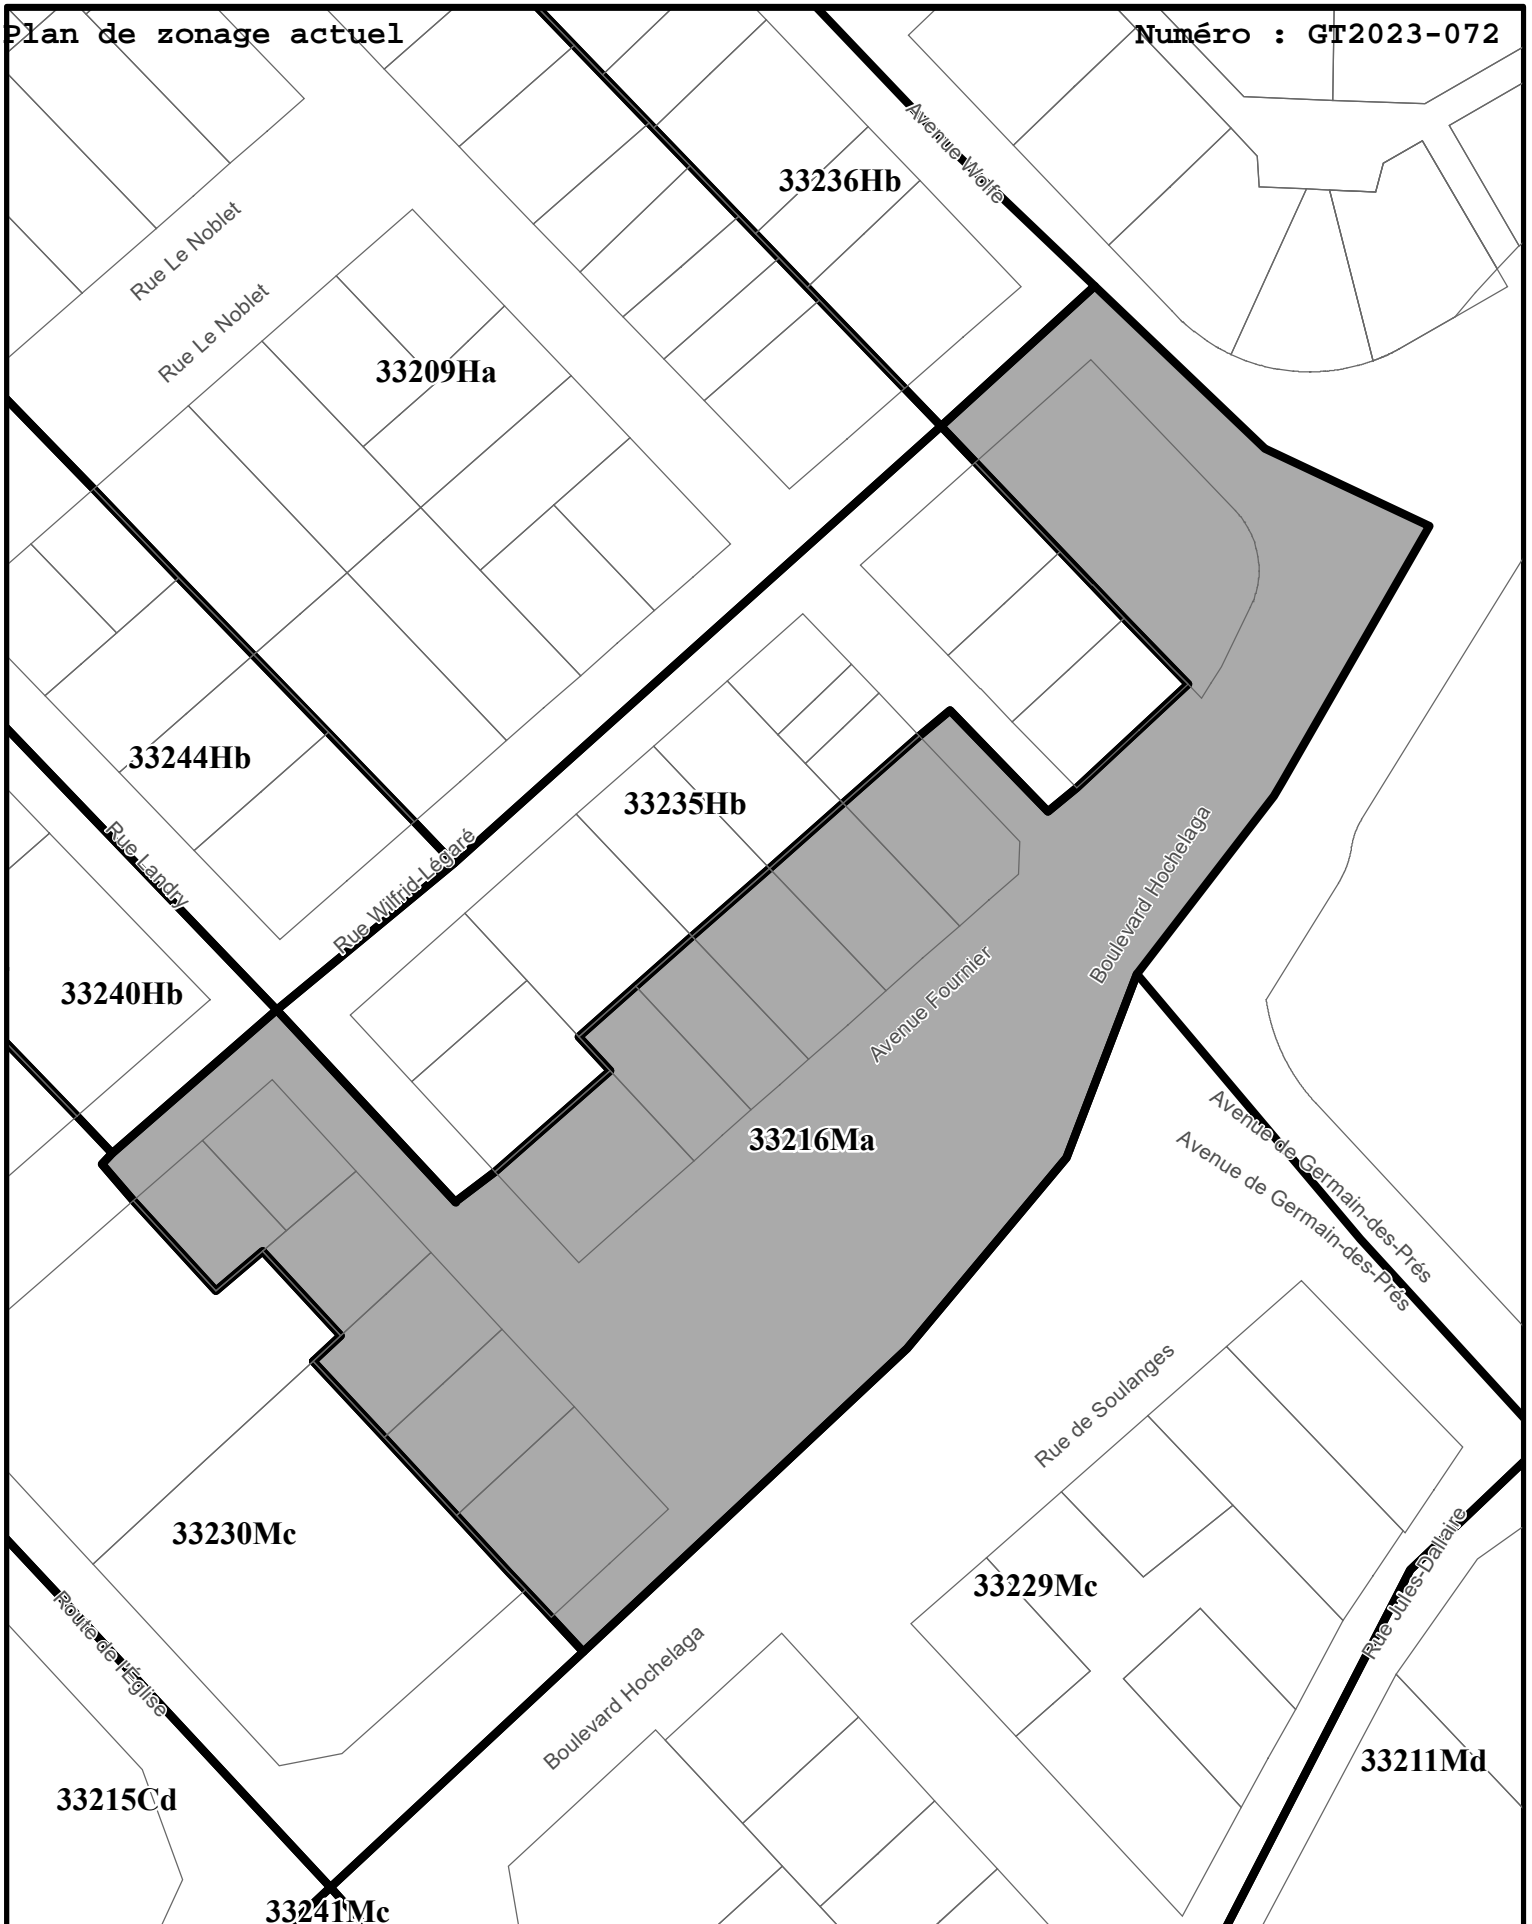 Plan de zonage actuel
Numéro : GT2023-072
Avenue Wolfe
33236Hb
Rue Le Noblet
Rue Le Noblet
33209Ha
33244Hb
33235Hb
Rue Landry
Rue Wilfrid-Légaré
Boulevard Hochelaga
Avenue Fournier
33240Hb
33216Ma
Avenue de Germain-des-Prés
Avenue de Germain-des-Prés
Rue de Soulanges
33230Mc
33229Mc
Rue Jules-Dallaire
Route de l'Église
Boulevard Hochelaga
33211Md
33215Cd
33241Mc